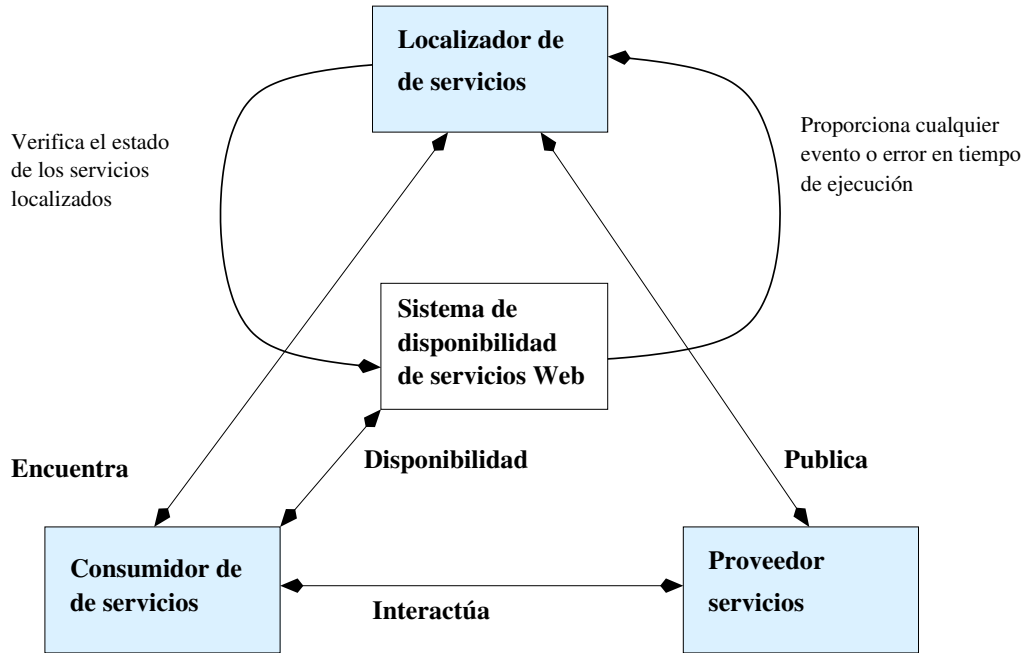 Localizador de
de servicios
Verifica el estado
de los servicios
localizados
Proporciona cualquier
evento o error en tiempo
de ejecución
Sistema de
disponibilidad
de servicios Web
Encuentra
Disponibilidad
Publica
Consumidor de
de servicios
Interactúa
Proveedor
servicios